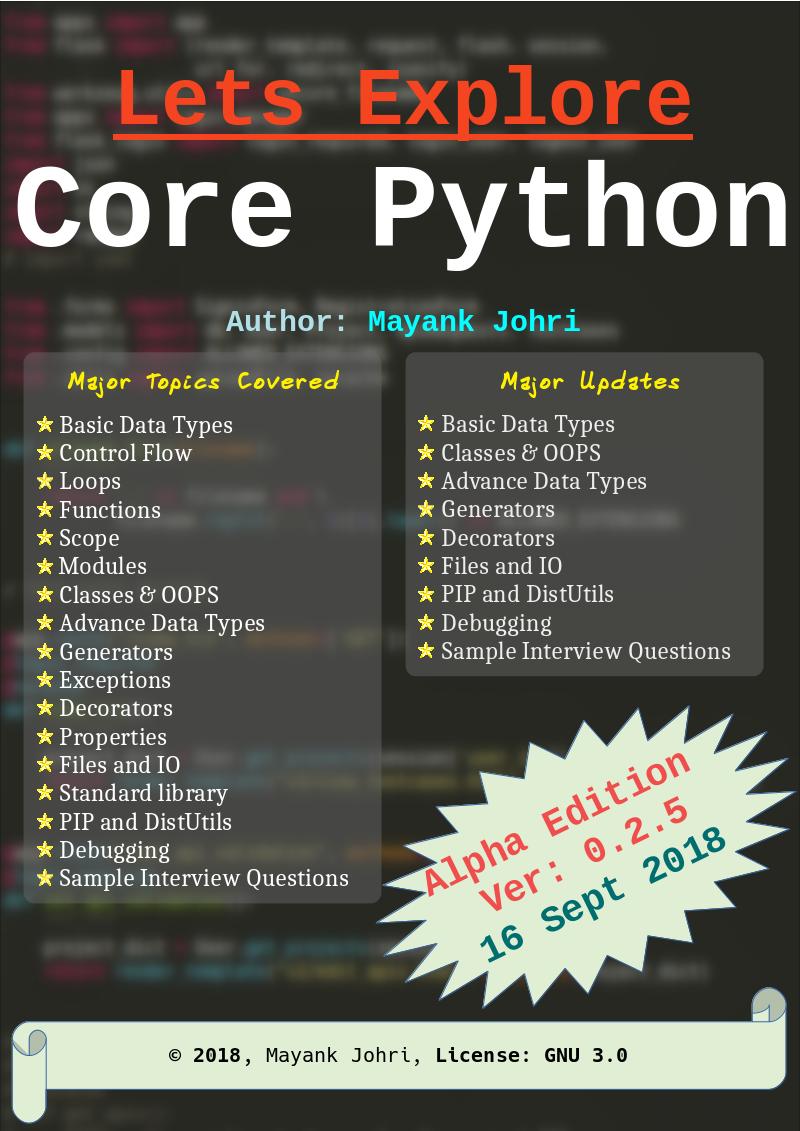 Lets Explore
Core Python
Author: Mayank Johri
Major Topics Covered
Basic Data Types
Control Flow
Loops
Functions
Scope
Modules
Classes & OOPS
Advance Data Types
Generators
Exceptions
Decorators
Properties
Files and IO
Standard library
PIP and DistUtils
Debugging
Sample Interview Questions
Major Updates
Basic Data Types
Classes & OOPS
Advance Data Types
Generators
Decorators
Files and IO
PIP and DistUtils
Debugging
Sample Interview Questions
Alpha Edition
Ver: 0.2.5
16 Sept 2018
© 2018, Mayank Johri, License: GNU 3.0